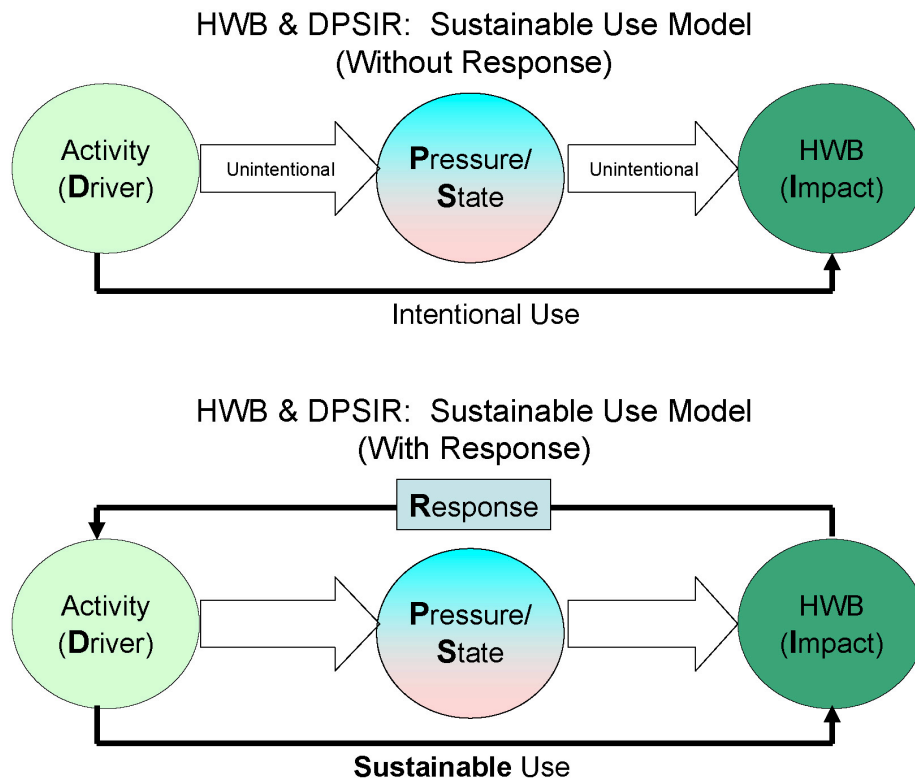 HWB & DPSIR:  Sustainable Use Model
(Without Response)
Activity
(Driver)
Unintentional
Pressure/
State
Unintentional
HWB
(Impact)
Intentional Use
HWB & DPSIR:  Sustainable Use Model
(With Response)
Response
Activity
(Driver)
Pressure/
State
HWB
(Impact)
Sustainable Use